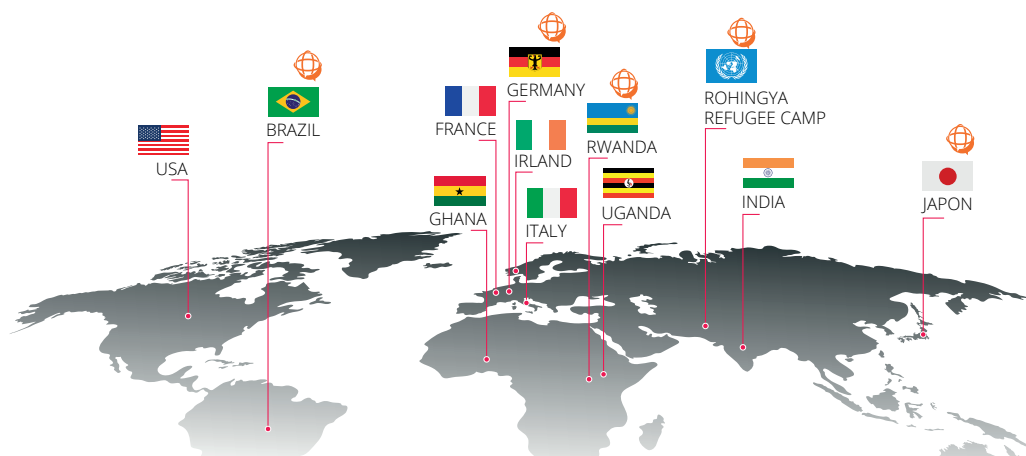 USA
BRAZIL
FRANCE
GERMANY
GHANA
IRLAND
ITALY
RWANDA
UGANDA
ROHINGYA
REFUGEE CAMP
INDIA
JAPON